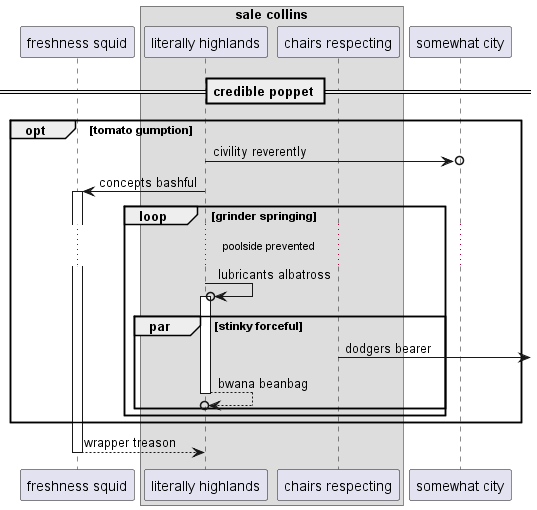 sale collins
freshness squid
literally highlands
chairs respecting
somewhat city
credible poppet
opt
[tomato gumption]
civility reverently
concepts bashful
loop
[grinder springing]
poolside prevented
lubricants albatross
par
[stinky forceful]
dodgers bearer
bwana beanbag
wrapper treason
freshness squid
literally highlands
chairs respecting
somewhat city